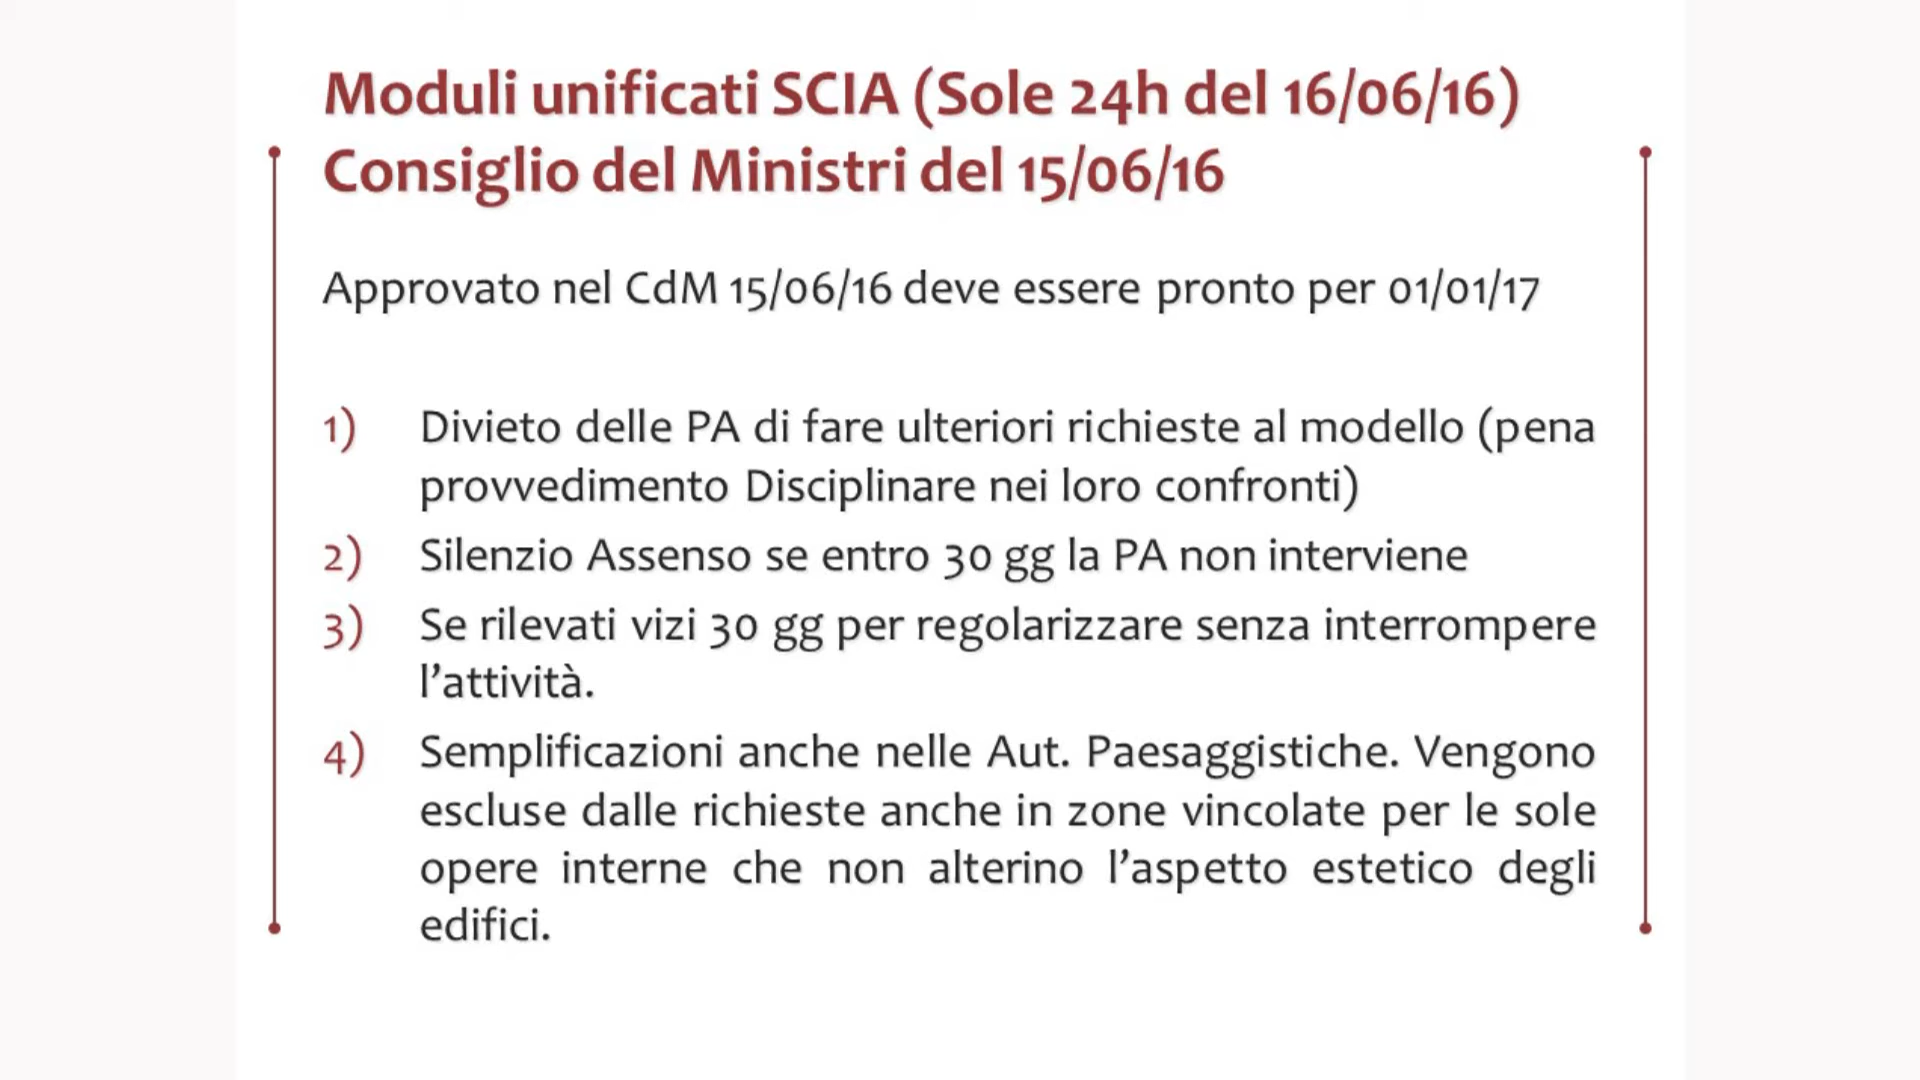 Moduli unificati SCIA (Sole 24h del 16/06/16)
Consiglio del Ministri del 15/06/16
Approvato nel CdM 15/06/16 deve essere pronto per 01/01/17
1) Divieto delle PA di fare ulteriori richieste al modello (pena
provvedimento Disciplinare nei loro confronti)
2) Silenzio Assenso se entro 30 gg la PA non interviene
3) Se rilevati vizi 30 gg per regolarizzare senza interrompere
l’attività.
4) Semplificazioni anche nelle Aut. Paesaggistiche. Vengono
escluse dalle richieste anche in zone vincolate per le sole
opere interne che non alterino l’aspetto estetico degli
edifici.